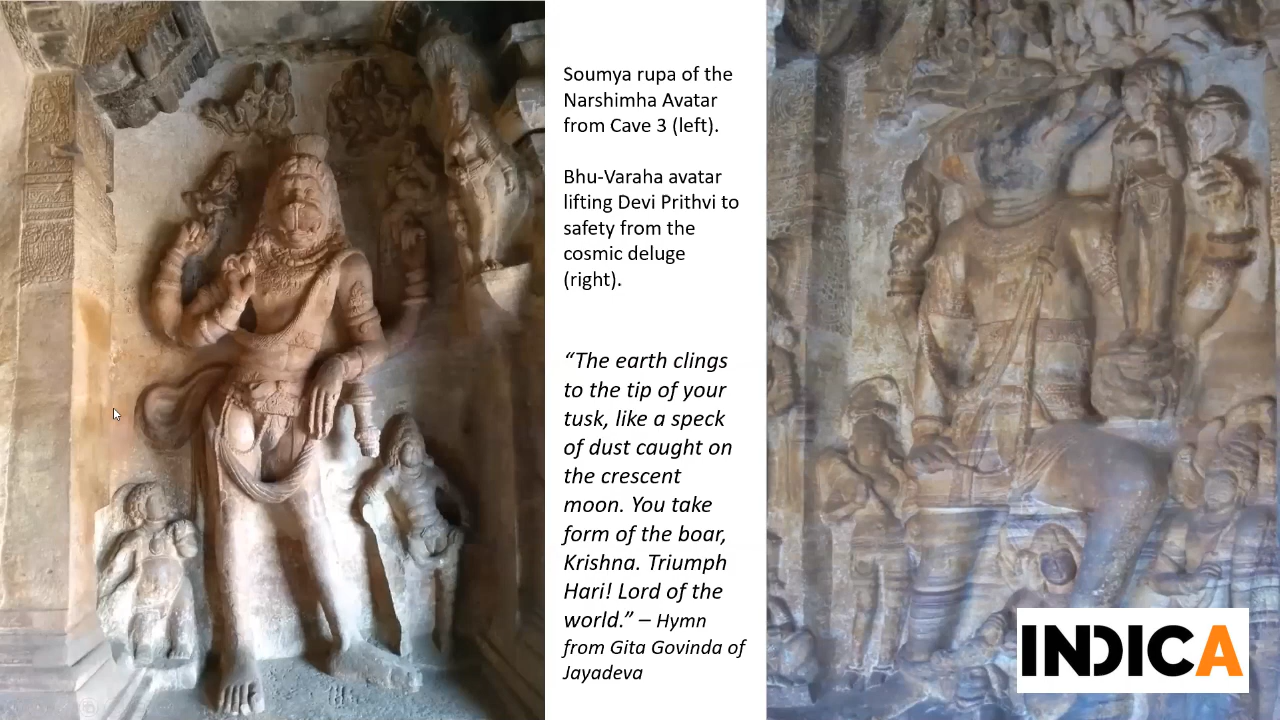 Soumya rupa of the
Narshimha Avatar
from Cave 3 (left).
Bhu-Varaha avatar
lifting Devi Prithvi to
safety from the
cosmic deluge
(right).
“The earth clings
to the tip of your
tusk, like a speck
of dust caught on
the crescent
moon. You take
form of the boar,
Krishna. Triumph
Hari! Lord of the
world.” – Hymn
from Gita Govinda of
Jayadeva
INDICA